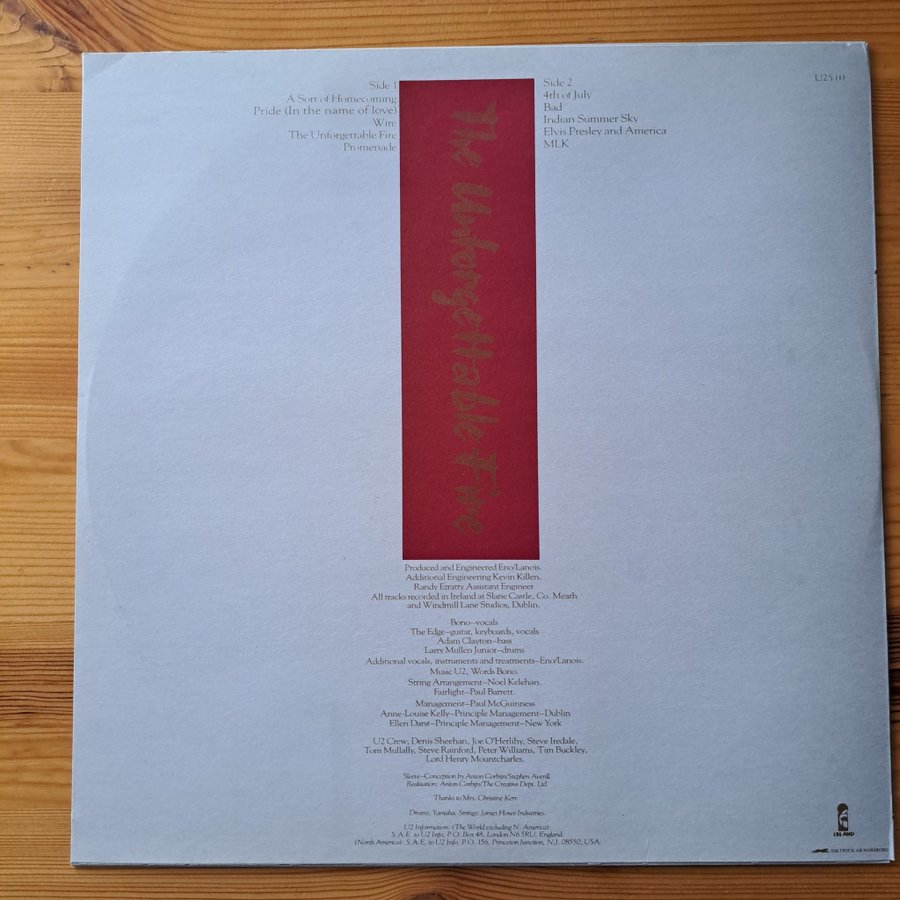 Side 1
A Sort of Homecoming
Pride (In the name of love)
Wire
The Unforgettable Fire
Promenade
The Unforgettable Fire
Side 2
4th of July
Bad
Indian Summer Sky
Elvis Presley and America
MLK
U25 (1)
Produced and Engineered Eno/Lanois.
Additional Engineering Kevin Killen.
Randy Ezratty Assistant Engineer
All tracks recorded in Ireland at Slane Castle, Co. Meath
and Windmill Lane Studios, Dublin.
Bono–vocals
The Edge–guitar, keyboards, vocals
Adam Clayton–bass
Larry Mullen Junior–drums
Additional vocals, instruments and treatments–Eno/Lanois.
Music U2, Words Bono.
String Arrangement–Noel Kelehan.
Fairlight–Paul Barrett.
Management–Paul McGuinness
Anne-Louise Kelly–Principle Management–Dublin
Ellen Darst–Principle Management–New York
U2 Crew; Denis Sheehan, Joe O'Herlihy, Steve Iredale,
Tom Mullally, Steve Rainford, Peter Williams, Tim Buckley,
Lord Henry Mountcharles.
Sleeve–Conception by Anton Corbijn/Stephen Averill.
Realisation: Anton Corbijn/The Creative Dept. Ltd.
Thanks to Mrs. Christine Kerr.
Drums; Yamaha. Strings; James Howe Industries.
U2 Information: (The World excluding N. America):
S.A.E. to U2 Info, P.O. Box 48, London N6 5RU, England.
(North America): S.A.E. to U2 Info. P.O. 156, Princeton Junction, N.J. 08550, USA.
ISLAND
GIB-TRYCK AB NORSBORG